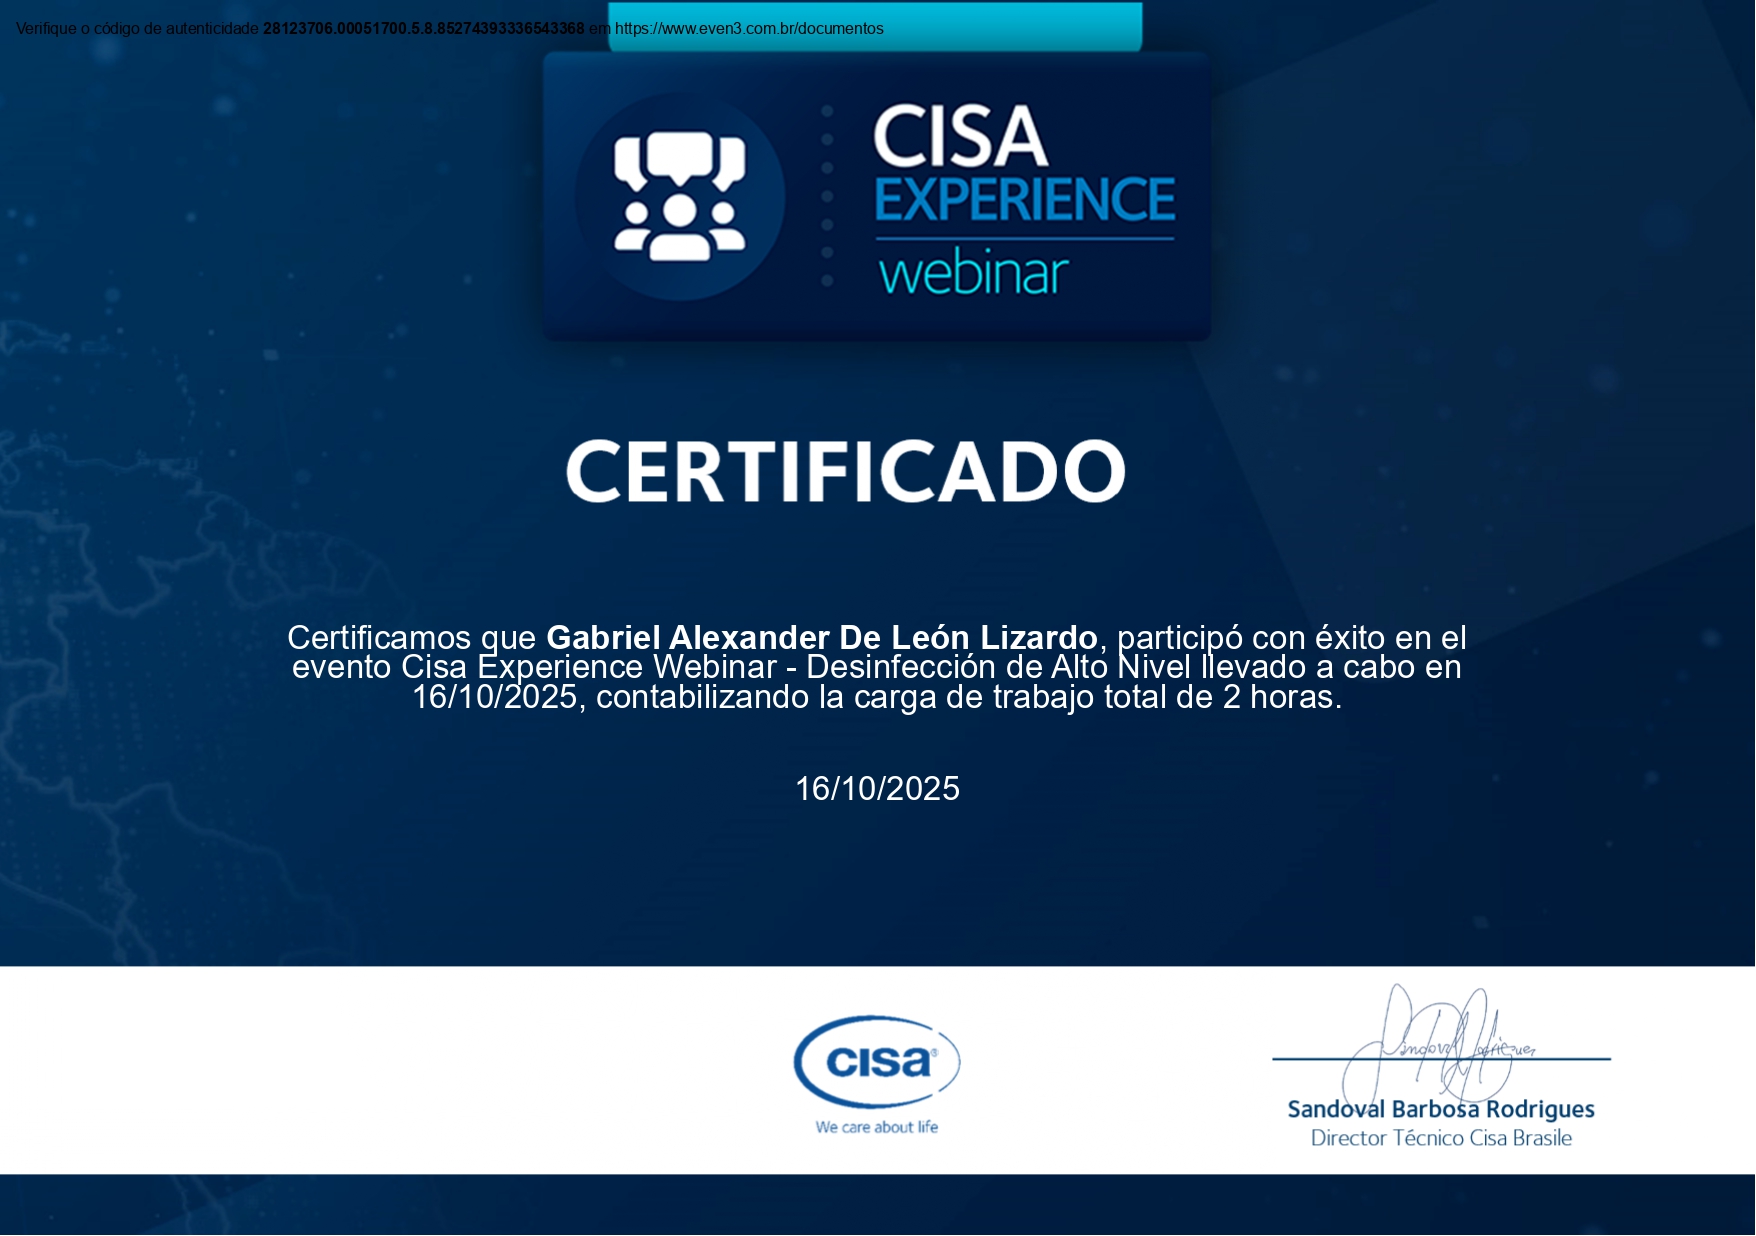 Verifique o código de autenticidade 28123706.00051700.5.8.85274393336543368 em https://www.even3.com.br/documentos
CISA
EXPERIENCE
webinar
CERTIFICADO
Certificamos que Gabriel Alexander De León Lizardo, participó con éxito en el
evento Cisa Experience Webinar - Desinfección de Alto Nivel llevado a cabo en
16/10/2025, contabilizando la carga de trabajo total de 2 horas.
16/10/2025
cisa®
We care about life
Sandoval Rodrigues
Sandoval Barbosa Rodrigues
Director Técnico Cisa Brasile